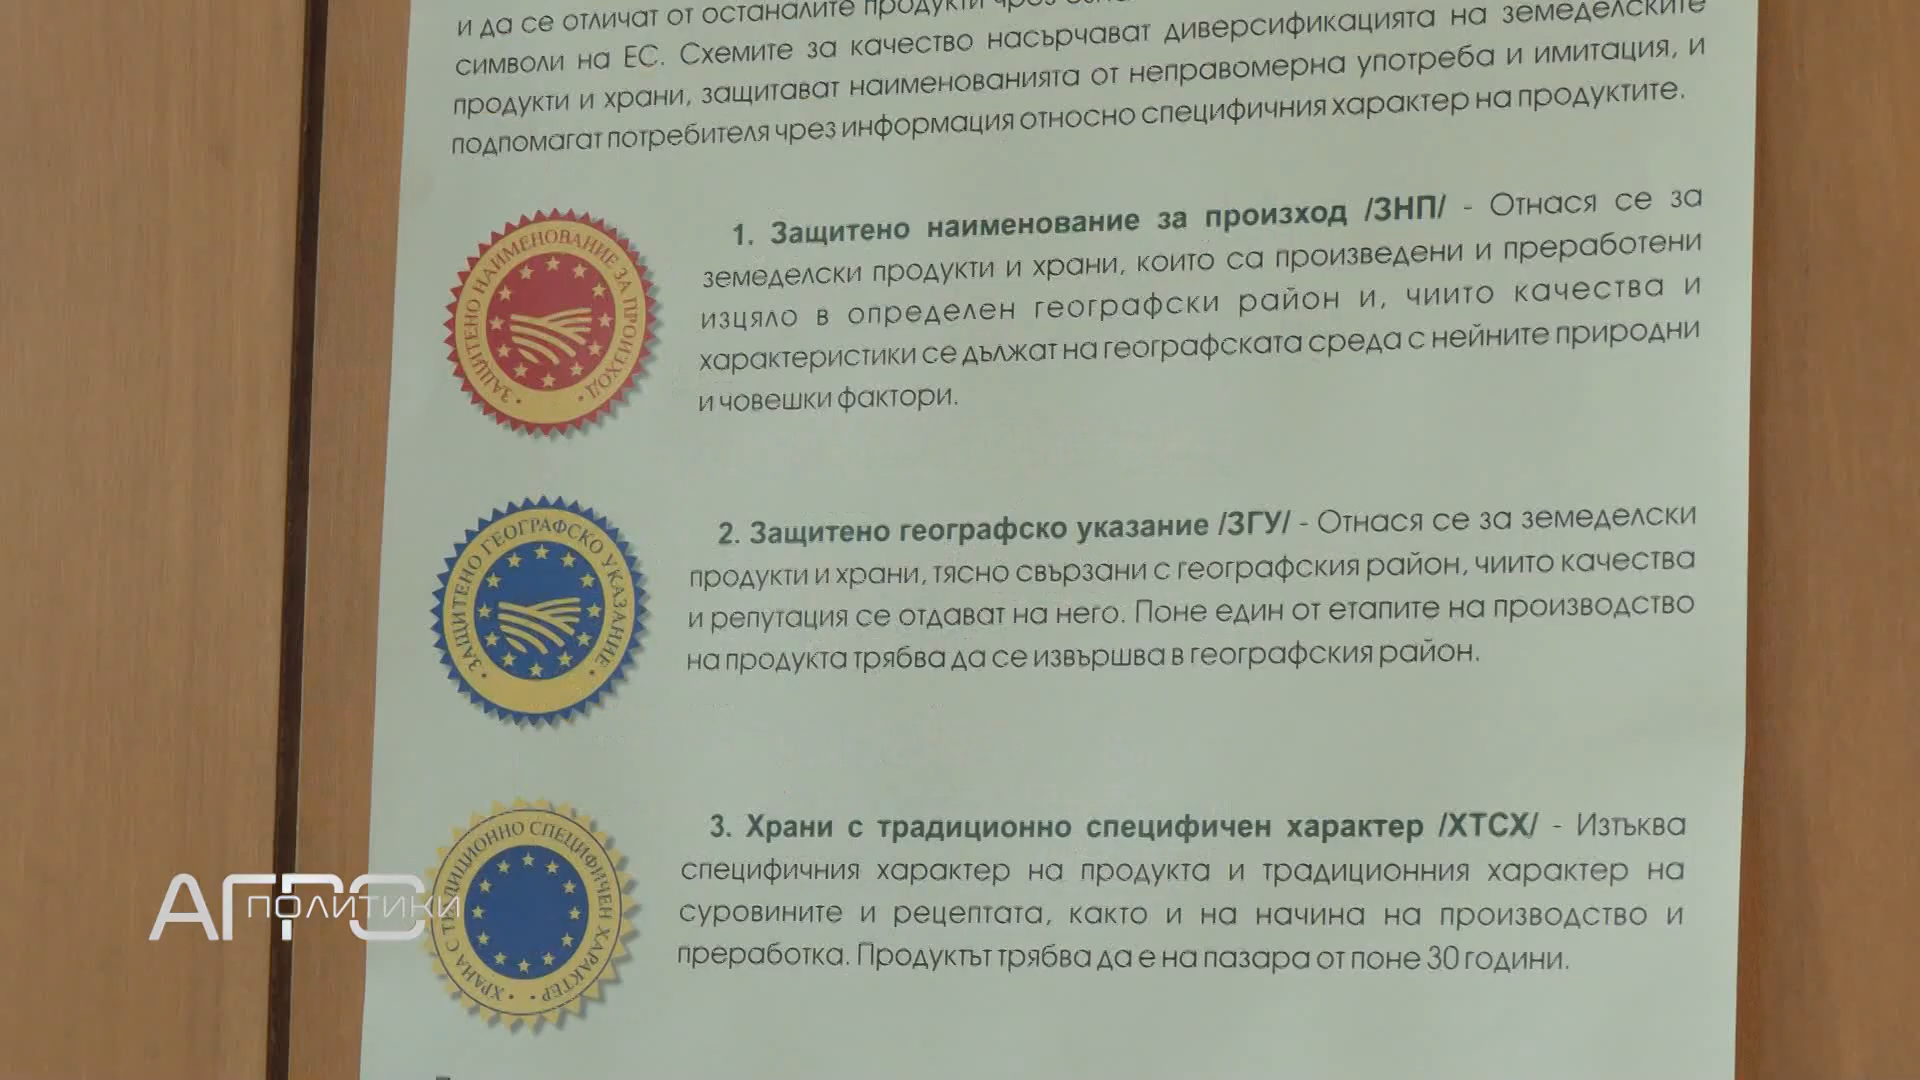 и да се отличат от останалите продукти чрез
символи на ЕС. Схемите за качество насърчават диверсификацията на земеделските
продукти и храни, защитават наименованията от неправомерна употреба и имитация, и
подпомагат потребителя чрез информация относно специфичния характер на продуктите.
ЗАЩИТЕНО НАИМЕНОВАНИЕ ЗА ПРОИЗХОД
1. Защитено наименование за произход /ЗНП/ - Отнася се за
земеделски продукти и храни, които са произведени и преработени
изцяло в определен географски район и, чиито качества и
характеристики се дължат на географската среда с нейните природни
и човешки фактори.
ЗАЩИТЕНО ГЕОГРАФСКО УКАЗАНИЕ
2. Защитено географско указание /ЗГУ/ - Отнася се за земеделски
продукти и храни, тясно свързани с географския район, чиито качества
и репутация се отдават на него. Поне един от етапите на производство
на продукта трябва да се извършва в географския район.
ХРАНА С ТРАДИЦИОННО СПЕЦИФИЧЕН ХАРАКТЕР
3. Храни с традиционно специфичен характер /ХТСХ/ - Изтъква
специфичния характер на продукта и традиционния характер на
суровините и рецептата, както и на начина на производство и
преработка. Продуктът трябва да е на пазара от поне 30 години.
АГРО
ПОЛИТИКИ